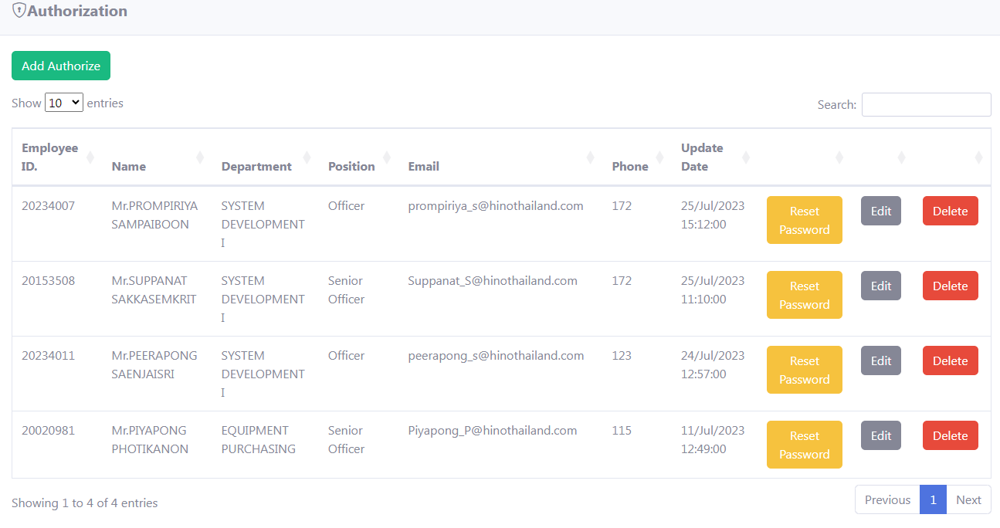 Authorization
Add Authorize
Show 10 entries
Search:
Employee ID. Name Department Position Email Phone Update Date
20234007 Mr.PROMPIRIYA SAMPAIBOON SYSTEM DEVELOPMENT I Officer prompiriya_s@hinothailand.com 172 25/Jul/2023 15:12:00 Reset Password Edit Delete
20153508 Mr.SUPPANAT SAKKASEMKRIT SYSTEM DEVELOPMENT I Senior Officer Suppanat_S@hinothailand.com 172 25/Jul/2023 11:10:00 Reset Password Edit Delete
20234011 Mr.PEERAPONG SAENJAISRI SYSTEM DEVELOPMENT I Officer peerapong_s@hinothailand.com 123 24/Jul/2023 12:57:00 Reset Password Edit Delete
20020981 Mr.PIYAPONG PHOTIKANON EQUIPMENT PURCHASING Senior Officer Piyapong_P@hinothailand.com 115 11/Jul/2023 12:49:00 Reset Password Edit Delete
Showing 1 to 4 of 4 entries
Previous 1 Next